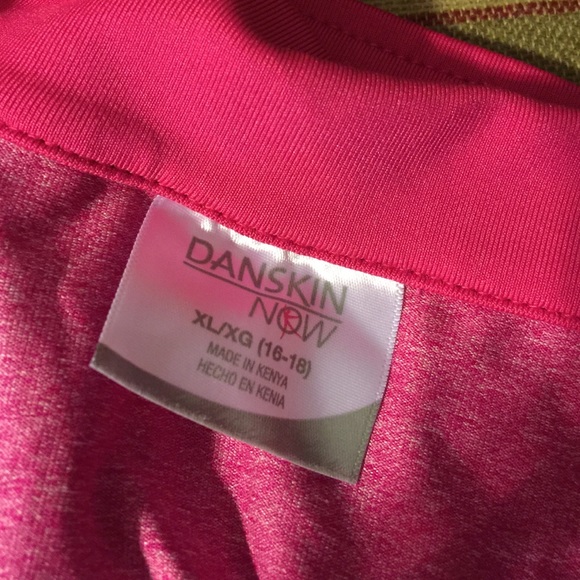 DANSKIN
NOW
XL/XG (16-18)
MADE IN KENYA
HECHO EN KENIA